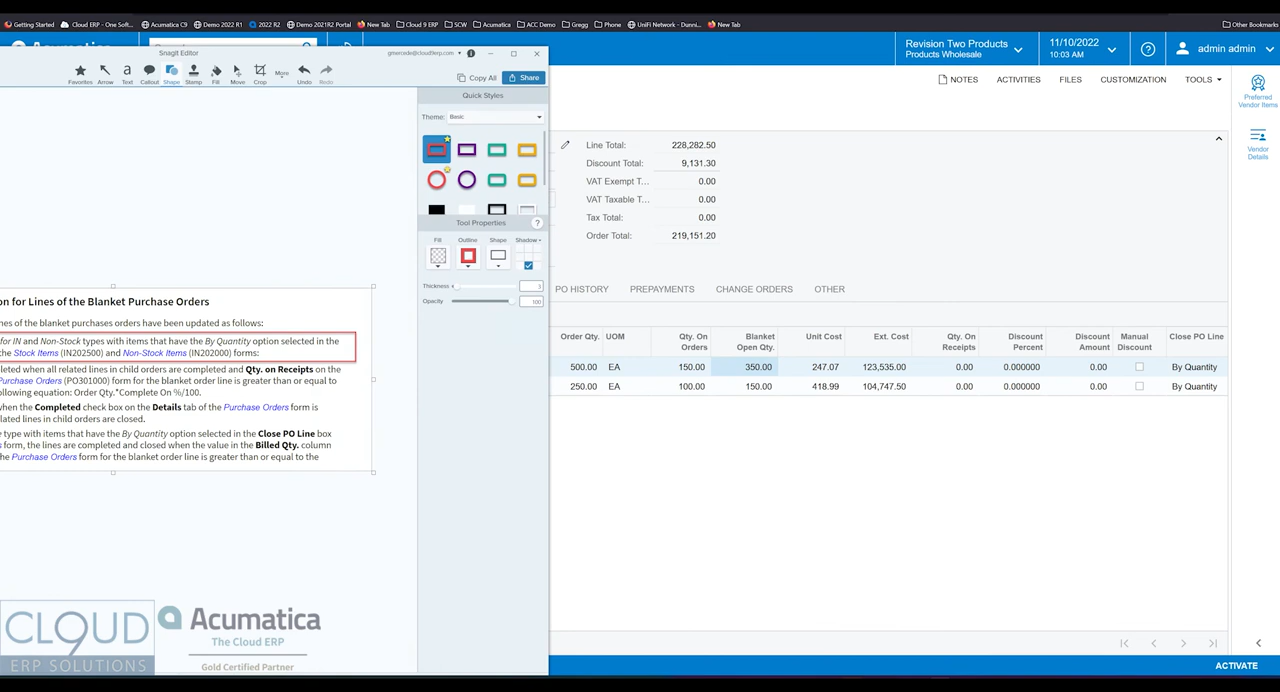 Getting Started Cloud ERP - One Soft... Acumatica C9 Demo 2022 R1 2022 R2 Demo 2021R2 Portal New Tab Cloud 9 ERP SCW Acumatica ACC Demo Gregg Phone UniFi Network - Dunni... New Tab Other Bookmarks
Revision Two Products
Products Wholesale
11/10/2022
10:03 AM
admin admin
Snagit Editor
gmerorde@cloud9erp.com
Favorites Arrow Text Callout Shape Stamp Fill Move Crop More Undo Redo
Copy All Share
NOTES ACTIVITIES FILES CUSTOMIZATION TOOLS
Preferred
Vendor Items
Vendor
Details
Quick Styles
Theme: Basic
Tool Properties ?
Fill Outline Shape Shadow
Thickness 3
Opacity 100
Line Total: 228,282.50
Discount Total: 9,131.30
VAT Exempt T... 0.00
VAT Taxable T... 0.00
Tax Total: 0.00
Order Total: 219,151.20
PO HISTORY PREPAYMENTS CHANGE ORDERS OTHER
on for Lines of the Blanket Purchase Orders
nes of the blanket purchases orders have been updated as follows:
for IN and Non-Stock types with items that have the By Quantity option selected in the
the Stock Items (IN202500) and Non-Stock Items (IN202000) forms:
leted when all related lines in child orders are completed and Qty. on Receipts on the
Purchase Orders (PO301000) form for the blanket order line is greater than or equal to
ollowing equation: Order Qty.*Complete On %/100.
when the Completed check box on the Details tab of the Purchase Orders form is
lated lines in child orders are closed.
e type with items that have the By Quantity option selected in the Close PO Line box
s form, the lines are completed and closed when the value in the Billed Qty. column
the Purchase Orders form for the blanket order line is greater than or equal to the
Order Qty. UOM Qty. On Orders Blanket Open Qty. Unit Cost Ext. Cost Qty. On Receipts Discount Percent Discount Amount Manual Discount Close PO Line
500.00 EA 150.00 350.00 247.07 123,535.00 0.00 0.000000 0.00 By Quantity
250.00 EA 100.00 150.00 418.99 104,747.50 0.00 0.000000 0.00 By Quantity
CLOUD 9
ERP SOLUTIONS
Acumatica
The Cloud ERP
Gold Certified Partner
ACTIVATE